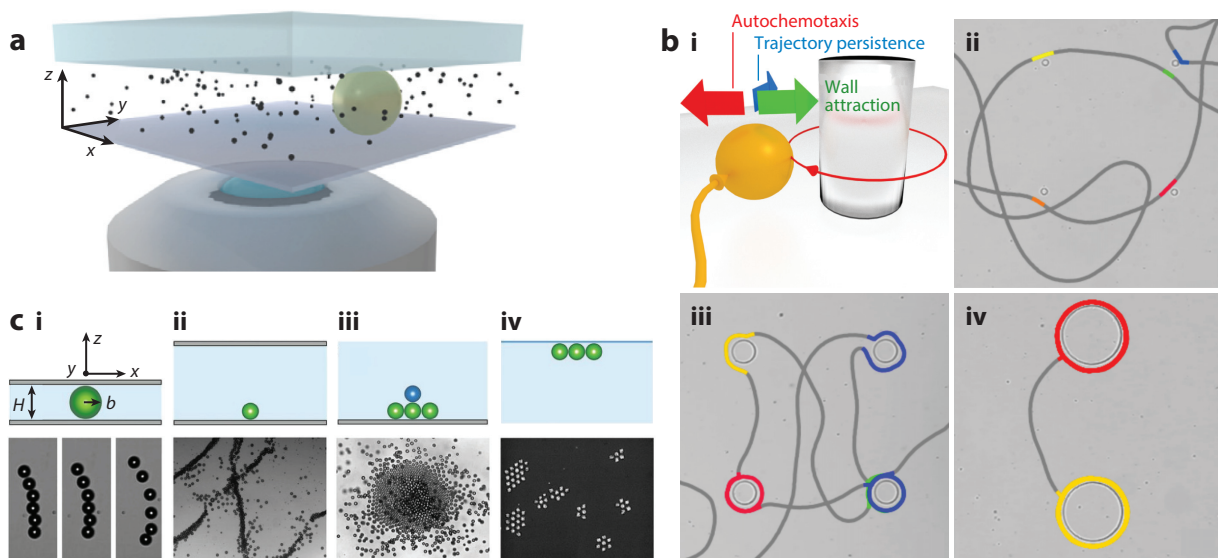 a
z
y
x
b i
Autochemotaxis
Trajectory persistence
Wall
attraction
ii
iii
iv
c i
z
y
x
H
b
ii
iii
iv